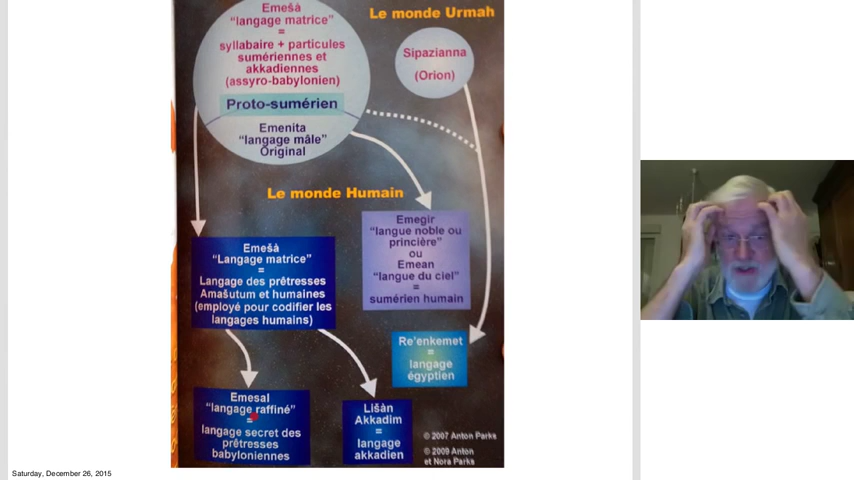 Emešà
"langage matrice"
=
syllabaire + particules
sumériennes et
akkadiennes
(assyro-babylonien)
Proto-sumérien
Emenita
"langage mâle"
Original
Le monde Urmah
Sipazianna
(Orion)
Le monde Humain
Emegir
"langue noble ou
princière"
ou
Emean
"langue du ciel"
=
sumérien humain
Emešà
"Langage matrice"
=
Langage des prêtresses
Amašutum et humaines
(employé pour codifier les
langages humains)
Re'enkemet
=
langage
égyptien
Emesal
"langage raffiné"
=
langage secret des
prêtresses
babyloniennes
Lišàn
Akkadim
=
langage
akkadien
© 2007 Anton Parks
© 2009 Anton
et Nora Parks
Saturday, December 26, 2015